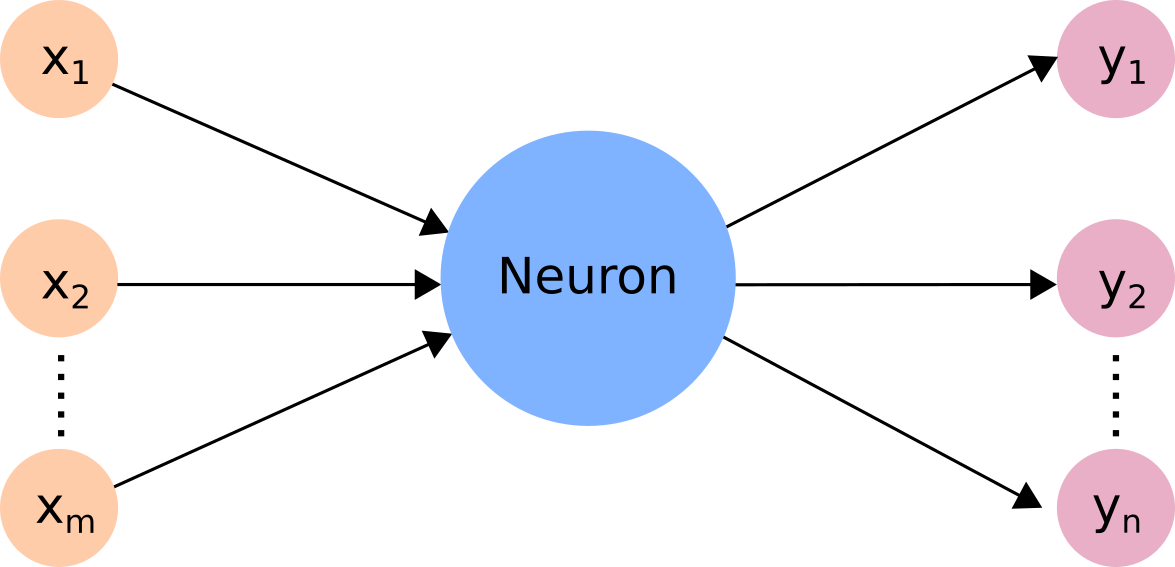 x₁
y₁
x₂
Neuron
y₂
xₘ
yₙ